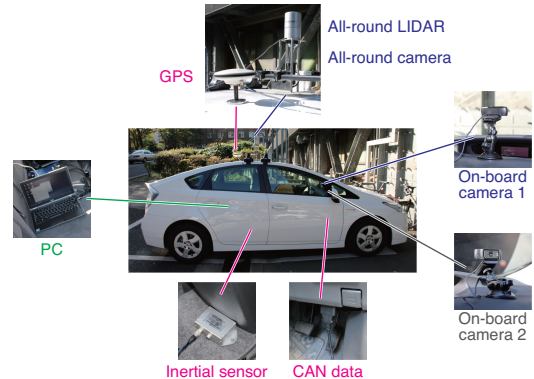 All-round LIDAR
All-round camera
GPS
On-board
camera 1
PC
On-board
camera 2
Inertial sensor
CAN data